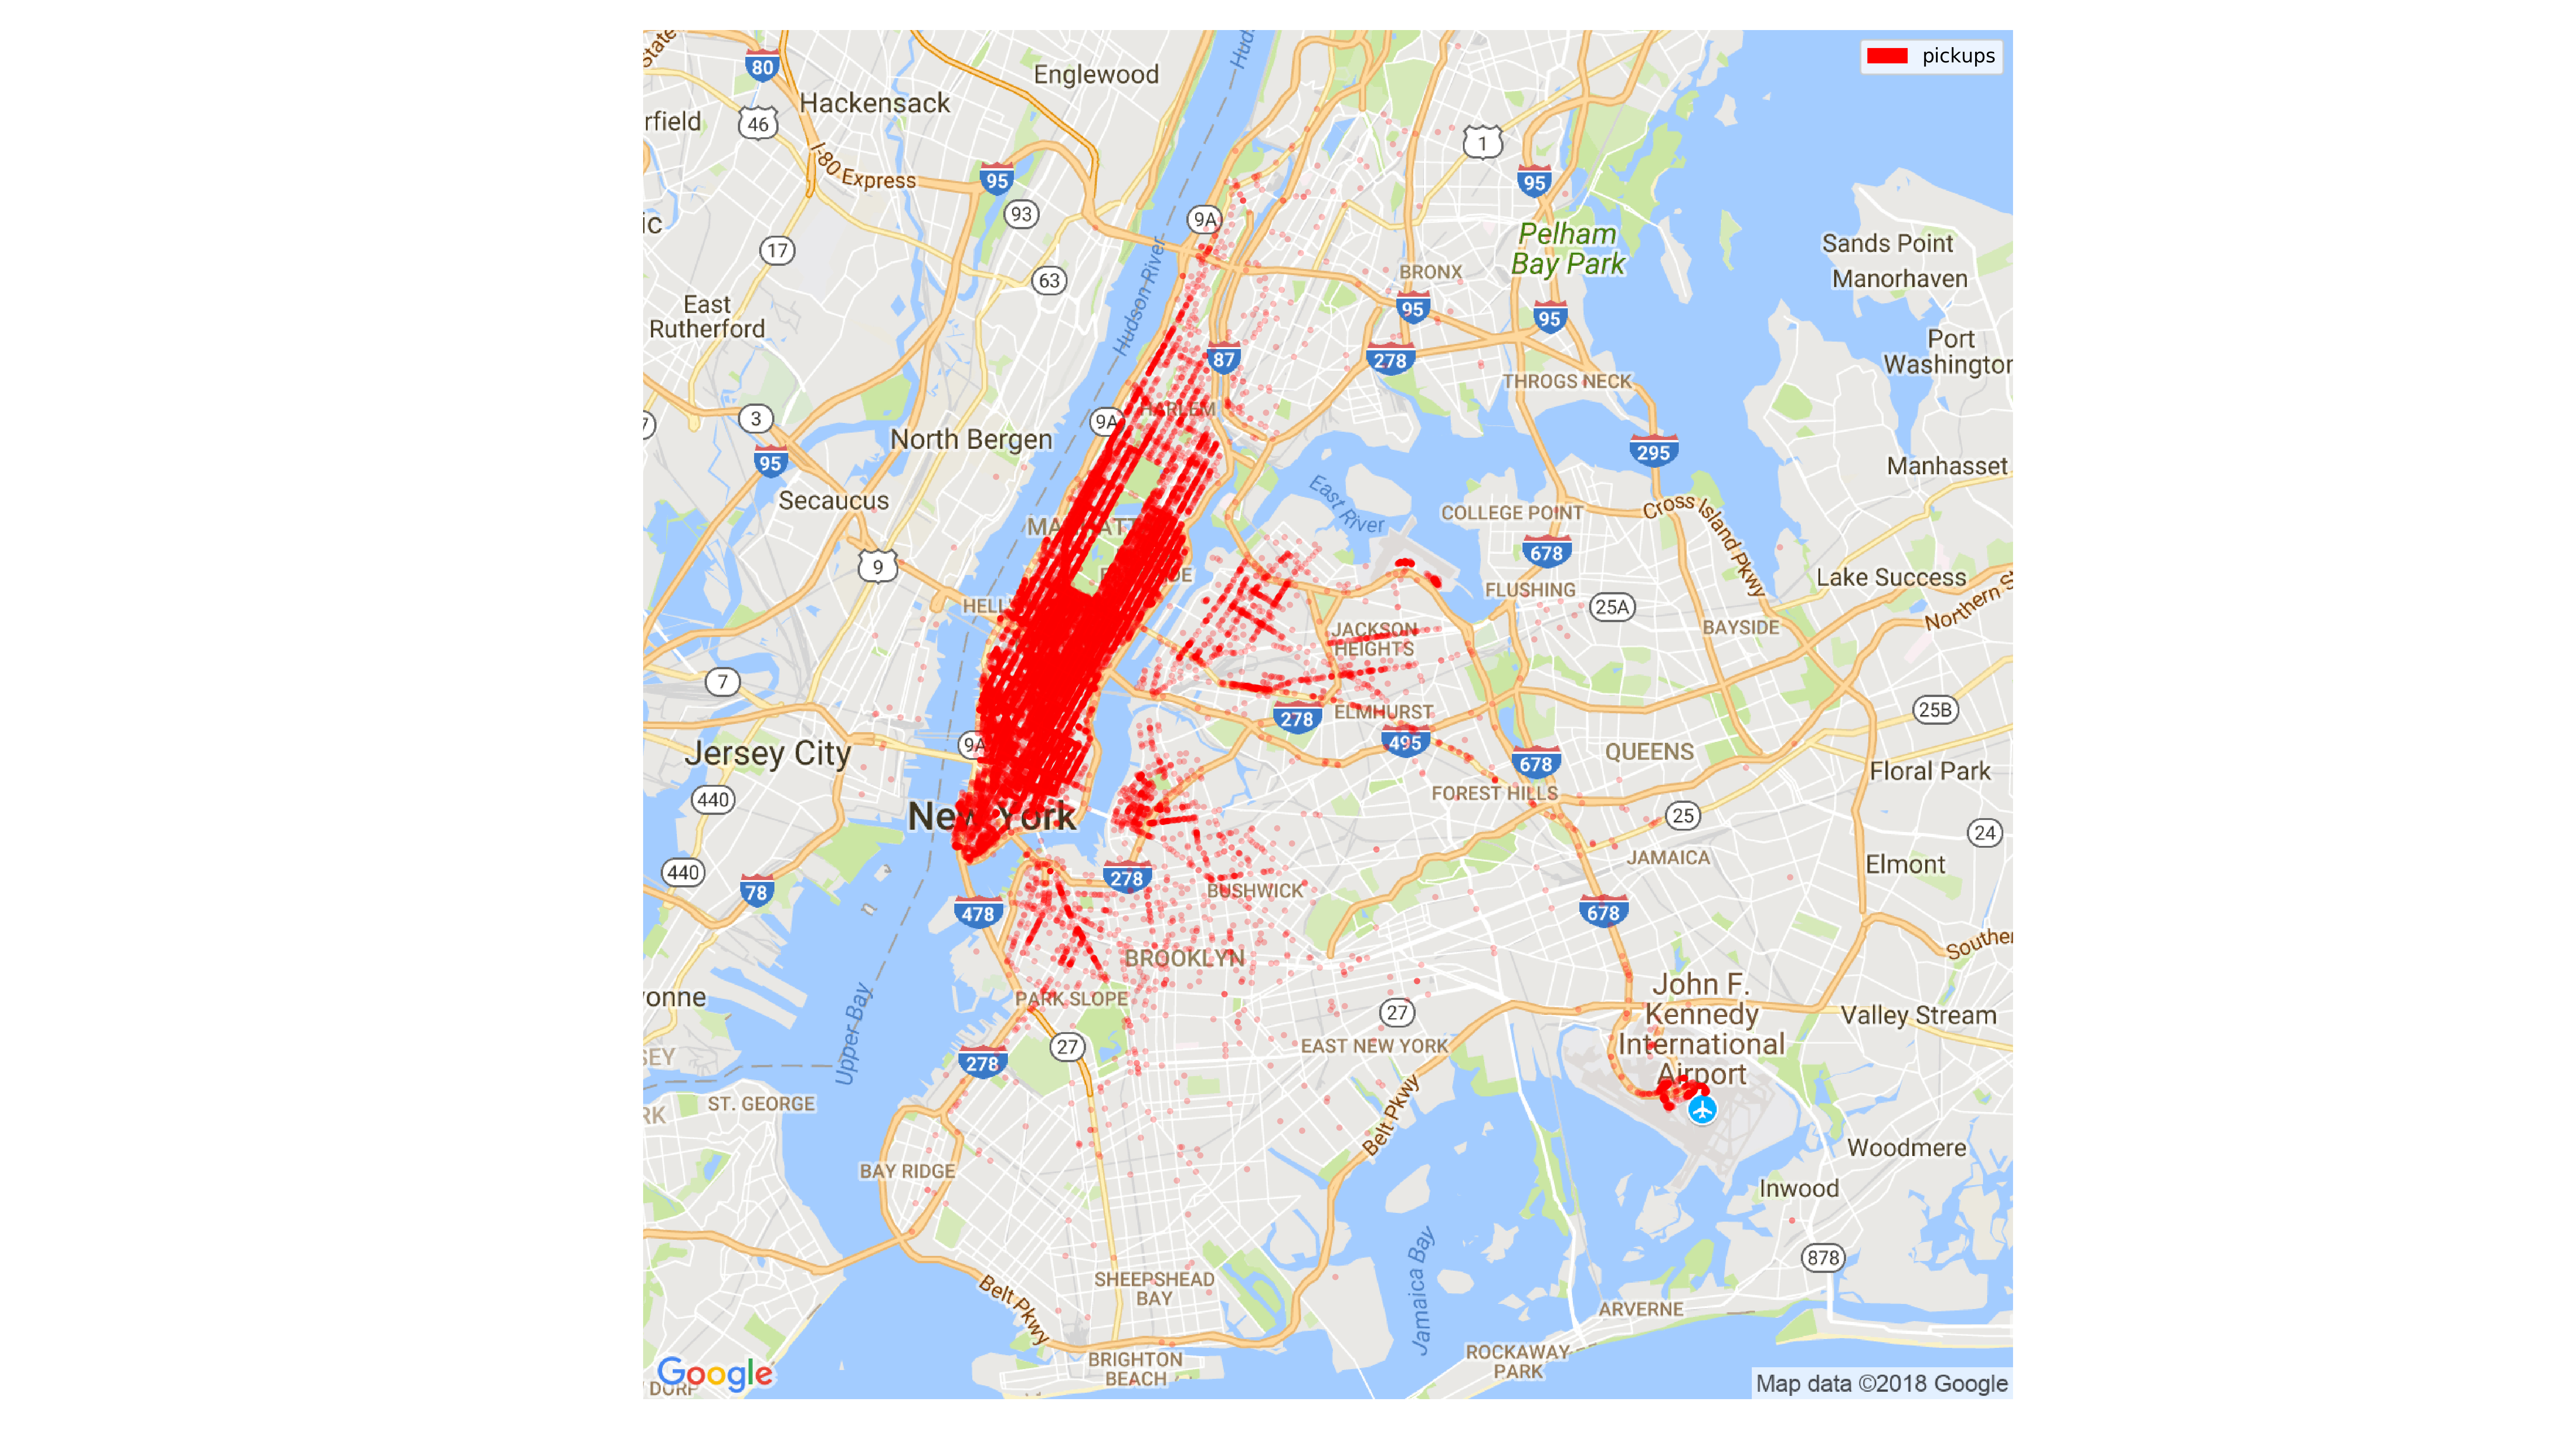 State
80
Englewood
Hud
pickups
Hackensack
rfield
46
1
I-80 Express
95
95
93
9A
ic
17
Pelham
Bay Park
Sands Point
Manorhaven
Hudson River
BRONX
63
95
95
East
Rutherford
Port
Washington
87
278
THROGS NECK
3
HARLEM
9A
7
North Bergen
95
295
Manhasset
Secaucus
East River
COLLEGE POINT
Cross Island Pkwy
MA ATT
678
9
DE
FLUSHING
Lake Success
25A
Northern S
HELL
JACKSON
HEIGHTS
BAYSIDE
7
278
ELMHURST
25B
495
9A
Jersey City
QUEENS
678
Floral Park
440
FOREST HILLS
New York
25
24
JAMAICA
Elmont
440
78
278
BUSHWICK
478
678
Souther
BROOKLYN
John F.
Kennedy
International
Airport
onne
PARK SLOPE
27
Valley Stream
Upper Bay
27
EAST NEW YORK
SEY
278
ST. GEORGE
RK
Belt Pkwy
Woodmere
BAY RIDGE
Inwood
878
Jamaica Bay
SHEEPSHEAD
BAY
Belt Pkwy
ARVERNE
BRIGHTON
BEACH
ROCKAWAY
PARK
Google
DORP
Map data ©2018 Google